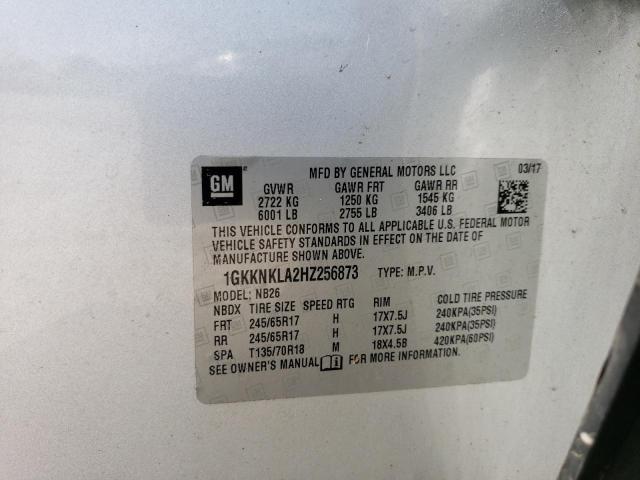 GM MFD BY GENERAL MOTORS LLC 03/17
GVWR GAWR FRT GAWR RR
2722 KG 1250 KG 1545 KG
6001 LB 2755 LB 3406 LB
THIS VEHICLE CONFORMS TO ALL APPLICABLE U.S. FEDERAL MOTOR
VEHICLE SAFETY STANDARDS IN EFFECT ON THE DATE OF
MANUFACTURE SHOWN ABOVE.
1GKKNKLA2HZ256873 TYPE: M.P.V.
MODEL: NB26
NBDX TIRE SIZE SPEED RTG RIM COLD TIRE PRESSURE
FRT 245/65R17 H 17X7.5J 240KPA(35PSI)
RR 245/65R17 H 17X7.5J 240KPA(35PSI)
SPA T135/70R18 M 18X4.5B 420KPA(60PSI)
SEE OWNER'S MANUAL FOR MORE INFORMATION.